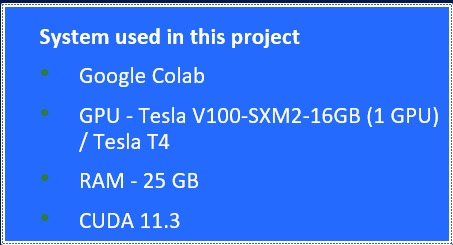 System used in this project
Google Colab
GPU - Tesla V100-SXM2-16GB (1 GPU)
/ Tesla T4
RAM - 25 GB
CUDA 11.3